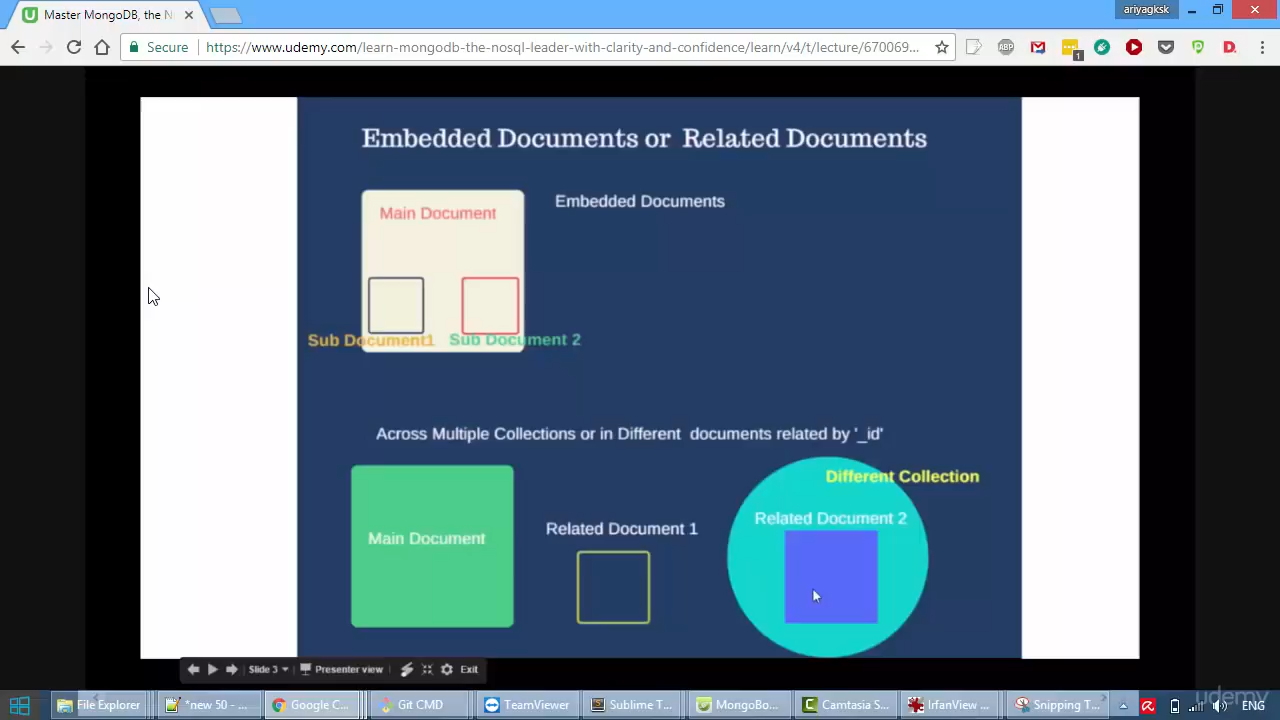 Master MongoDB, the N
ariyagksk
Secure
https://www.udemy.com/learn-mongodb-the-nosql-leader-with-clarity-and-confidence/learn/v4/t/lecture/670069...
ABP
1
Embedded Documents or Related Documents
Main Document
Embedded Documents
Sub Document1
Sub Document 2
Across Multiple Collections or in Different documents related by '_id'
Different Collection
Related Document 2
Related Document 1
Main Document
Slide 3
Presenter view
Exit
File Explorer
*new 50 - ...
Google C...
Git CMD
TeamViewer
Sublime T...
MongoBo...
Camtasia S...
IrfanView ...
Snipping T...
ENG
udemy